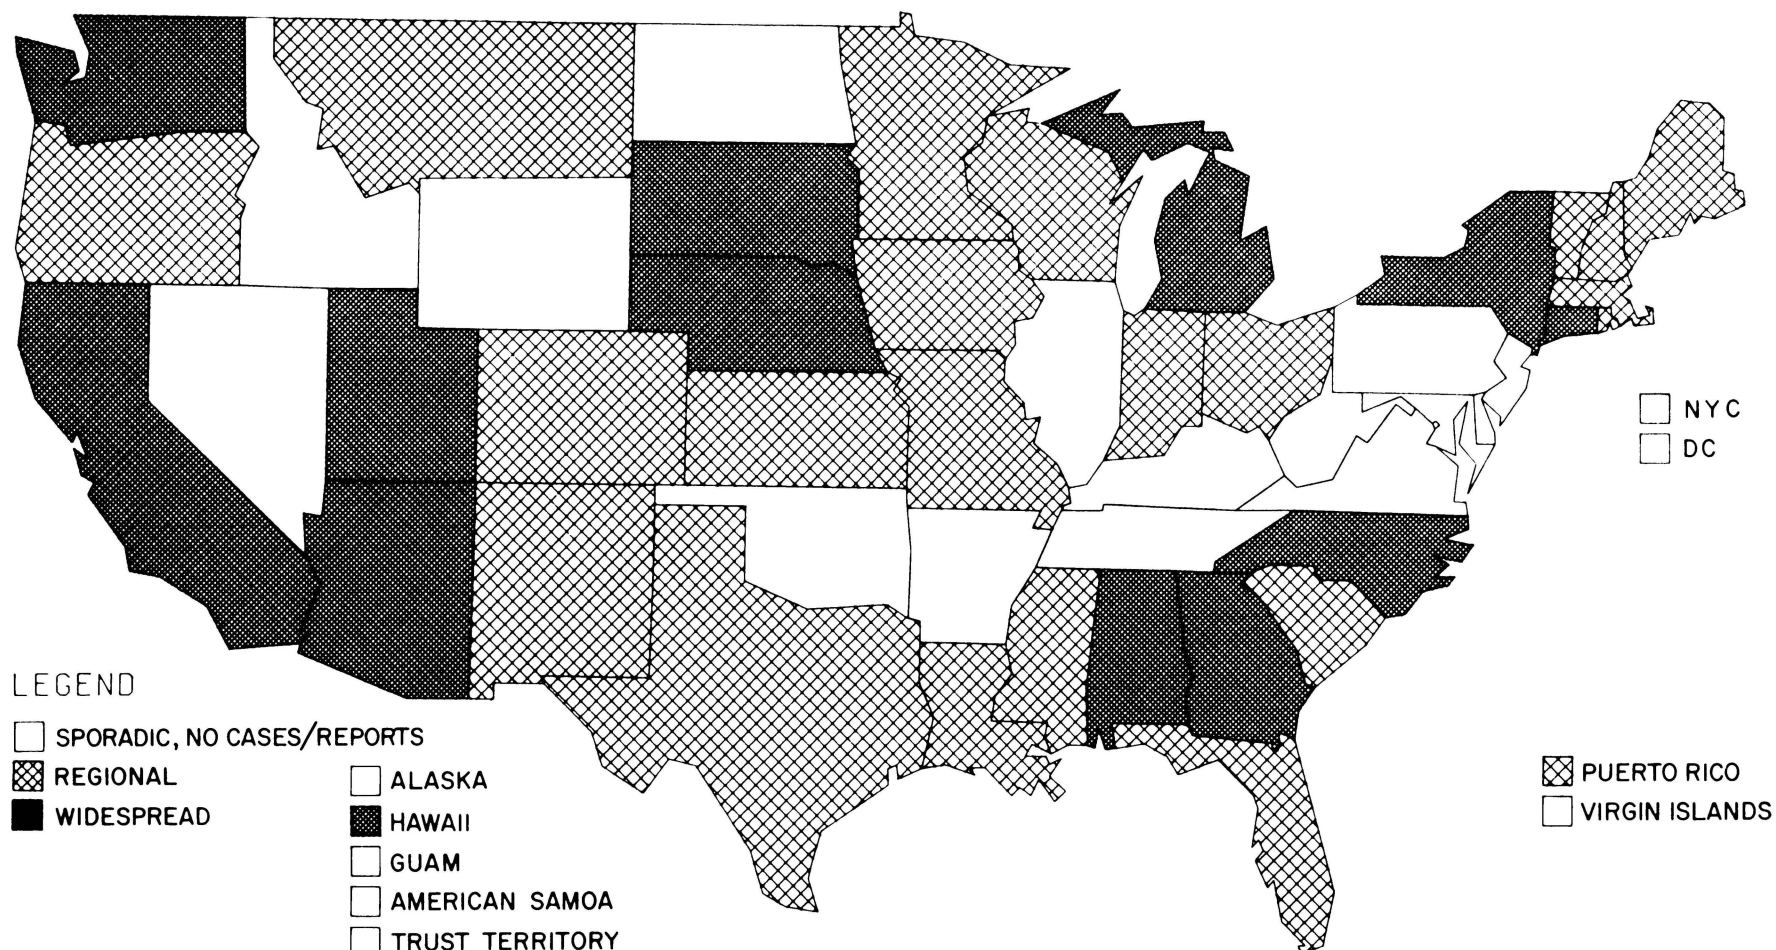 NYC
DC
LEGEND
SPORADIC, NO CASES/REPORTS
REGIONAL
WIDESPREAD
ALASKA
HAWAII
GUAM
AMERICAN SAMOA
TRUST TERRITORY
PUERTO RICO
VIRGIN ISLANDS